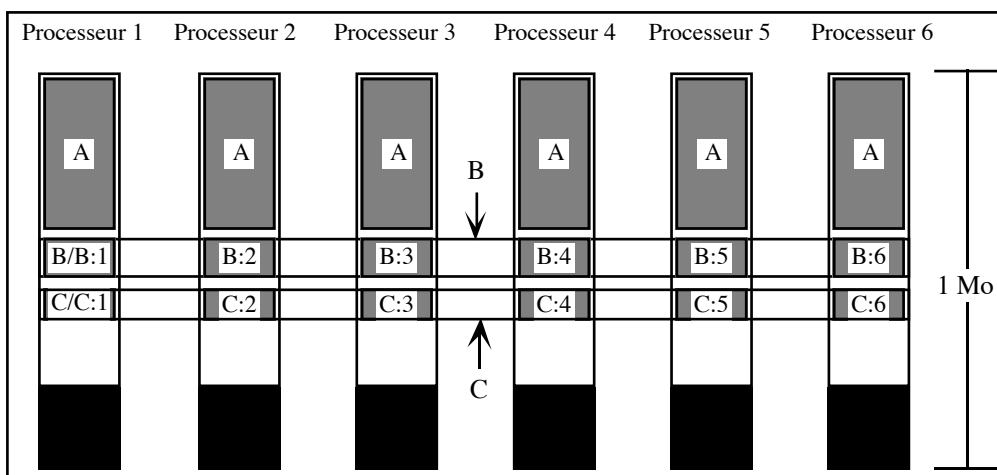 Processeur 1 Processeur 2 Processeur 3 Processeur 4 Processeur 5 Processeur 6
A A A A A A
B
B/B:1 B:2 B:3 B:4 B:5 B:6
1 Mo
C/C:1 C:2 C:3 C:4 C:5 C:6
C